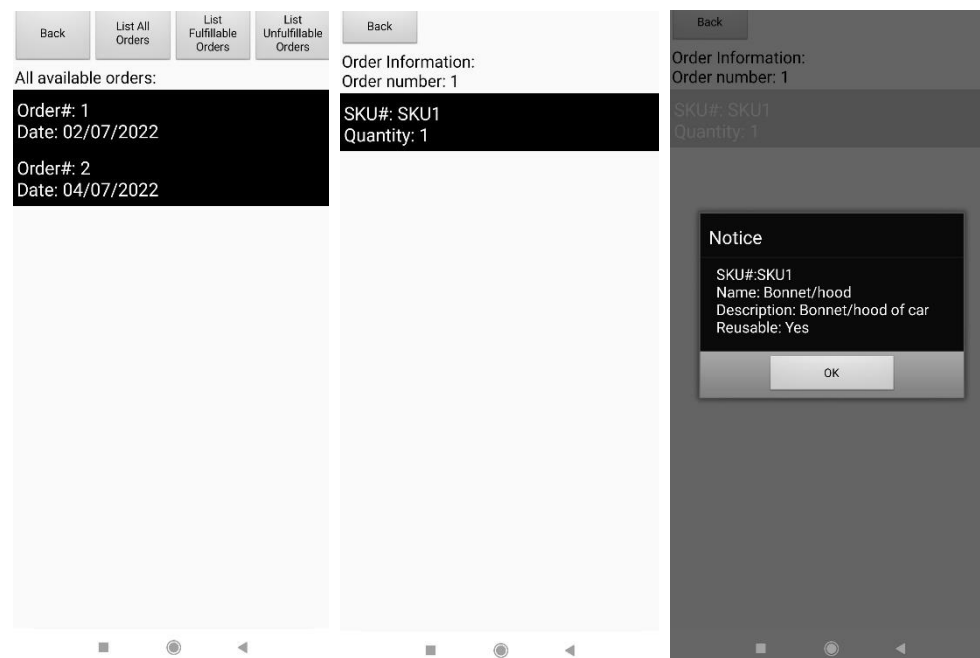 Back
List All
Orders
List
Fulfillable
Orders
List
Unfulfillable
Orders
All available orders:
Order#: 1
Date: 02/07/2022
Order#: 2
Date: 04/07/2022
Back
Order Information:
Order number: 1
SKU#: SKU1
Quantity: 1
Back
Order Information:
Order number: 1
SKU#: SKU1
Quantity: 1
Notice
SKU#:SKU1
Name: Bonnet/hood
Description: Bonnet/hood of car
Reusable: Yes
OK